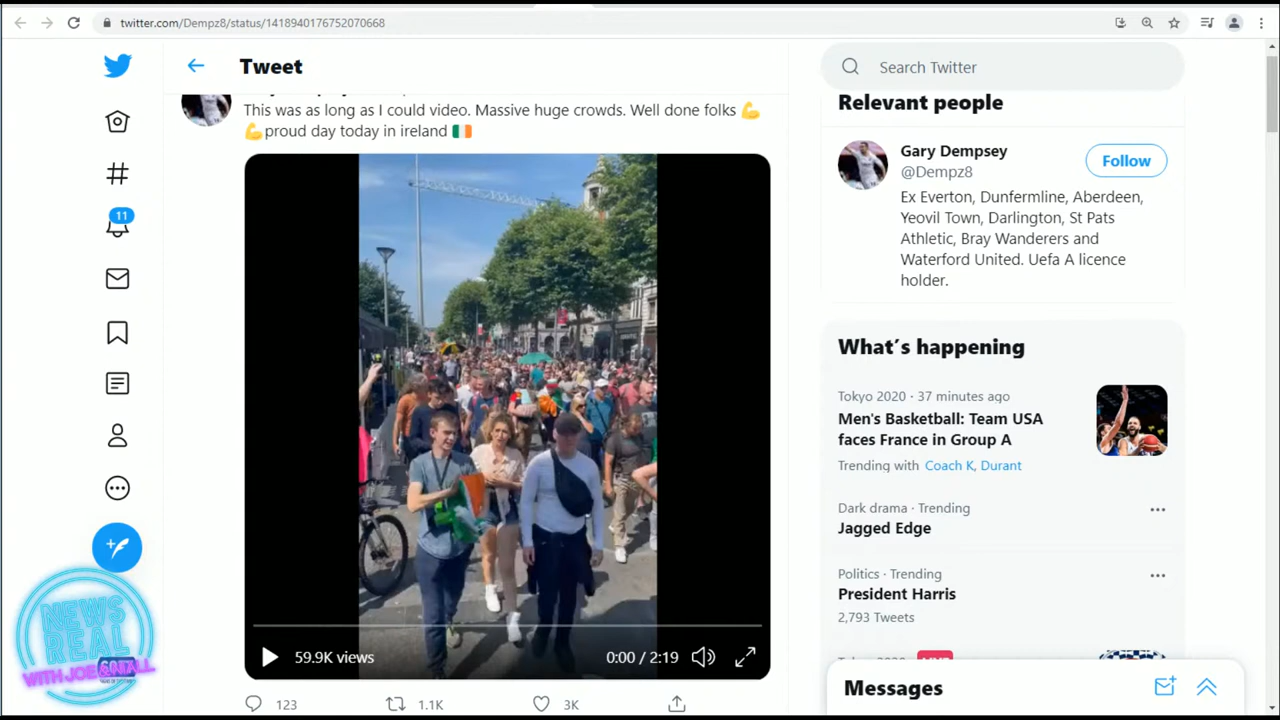 twitter.com/Dempz8/status/1418940176752070668
Tweet
Search Twitter
This was as long as I could video. Massive huge crowds. Well done folks 💪
💪proud day today in ireland 🇮🇪
59.9K views
0:00 / 2:19
123
1.1K
3K
11
Relevant people
Gary Dempsey
@Dempz8
Follow
Ex Everton, Dunfermline, Aberdeen,
Yeovil Town, Darlington, St Pats
Athletic, Bray Wanderers and
Waterford United. Uefa A licence
holder.
What's happening
Tokyo 2020 · 37 minutes ago
Men's Basketball: Team USA
faces France in Group A
Trending with Coach K, Durant
Dark drama · Trending
Jagged Edge
Politics · Trending
President Harris
2,793 Tweets
Messages
NEWS
REAL
WITH JOE & NIALL